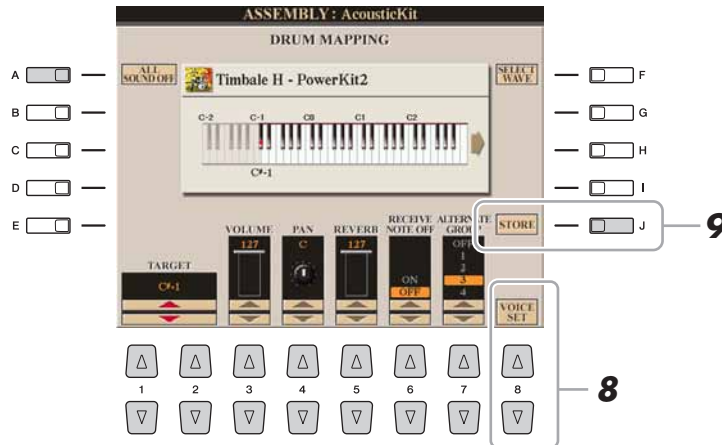 ASSEMBLY : AcousticKit
DRUM MAPPING
ALL
SOUND OFF
Timbale H - PowerKit2
SELECT
WAVE
C-2 C-1 C0 C1 C2
C#-1
A
B
C
D
E
F
G
H
I
J
STORE
9
VOLUME
127
PAN
C
REVERB
127
RECEIVE
NOTE OFF
ON
OFF
ALTERNATE
GROUP
OFF
1
2
3
4
TARGET
C#-1
VOICE
SET
1 2 3 4 5 6 7 8
8